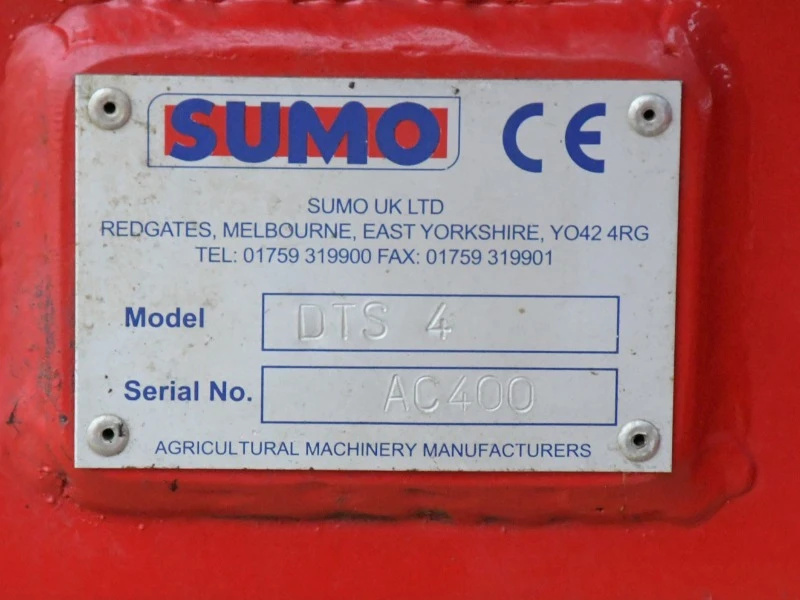 SUMO CE
SUMO UK LTD
REDGATES, MELBOURNE, EAST YORKSHIRE, YO42 4RG
TEL: 01759 319900 FAX: 01759 319901
Model DTS 4
Serial No. AC400
AGRICULTURAL MACHINERY MANUFACTURERS